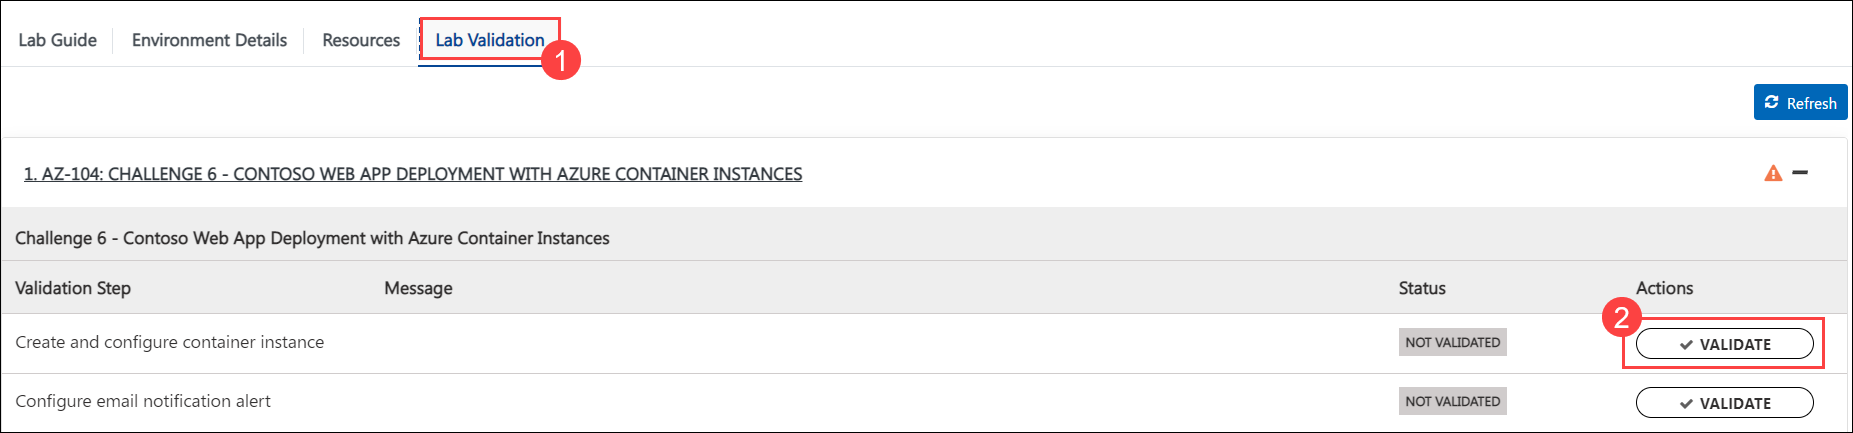 Lab Guide Environment Details Resources Lab Validation
1
Refresh
1. AZ-104: CHALLENGE 6 - CONTOSO WEB APP DEPLOYMENT WITH AZURE CONTAINER INSTANCES
Challenge 6 - Contoso Web App Deployment with Azure Container Instances
Validation Step Message Status Actions
2
Create and configure container instance NOT VALIDATED VALIDATE
Configure email notification alert NOT VALIDATED VALIDATE